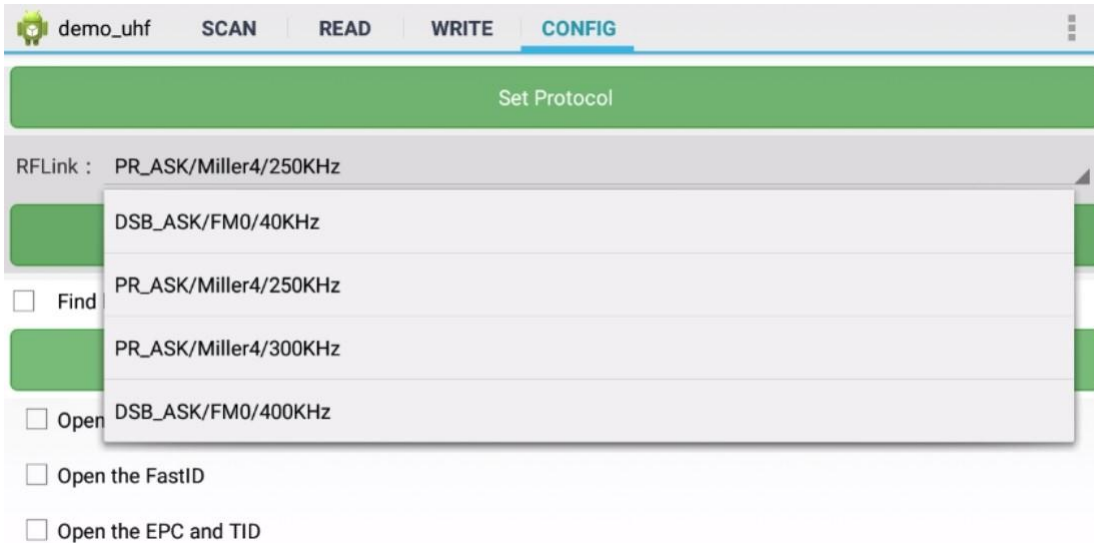 demo_uhf SCAN READ WRITE CONFIG
Set Protocol
RFLink : PR_ASK/Miller4/250KHz
DSB_ASK/FM0/40KHz
PR_ASK/Miller4/250KHz
Find
PR_ASK/Miller4/300KHz
DSB_ASK/FM0/400KHz
Open
Open the FastID
Open the EPC and TID